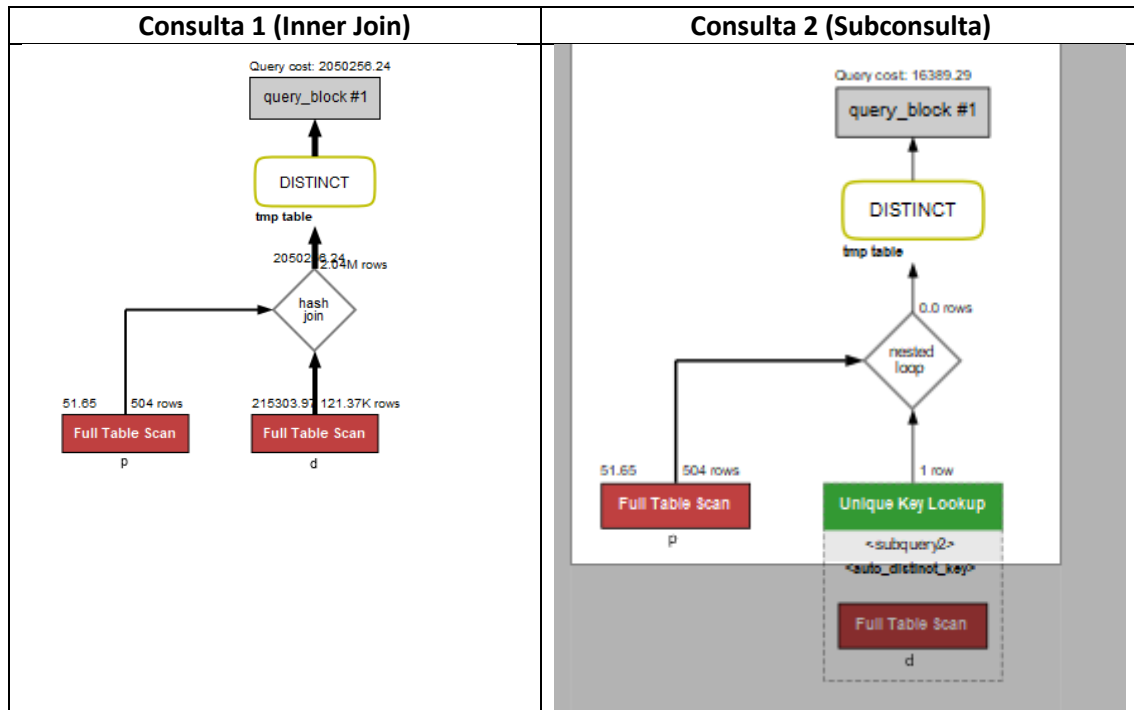 Consulta 1 (Inner Join)
Query cost: 2050256.24
query_block #1
DISTINCT
tmp table
2.04M rows
hash
join
51.65 504 rows
215303.97 121.37K rows
Full Table Scan
Full Table Scan
p
d
Consulta 2 (Subconsulta)
Query cost: 16389.29
query_block #1
DISTINCT
tmp table
0.0 rows
nested
loop
51.65 504 rows
1 row
Full Table Scan
Unique Key Lookup
p
<subquery2>
<auto_distinct_key>
Full Table Scan
d